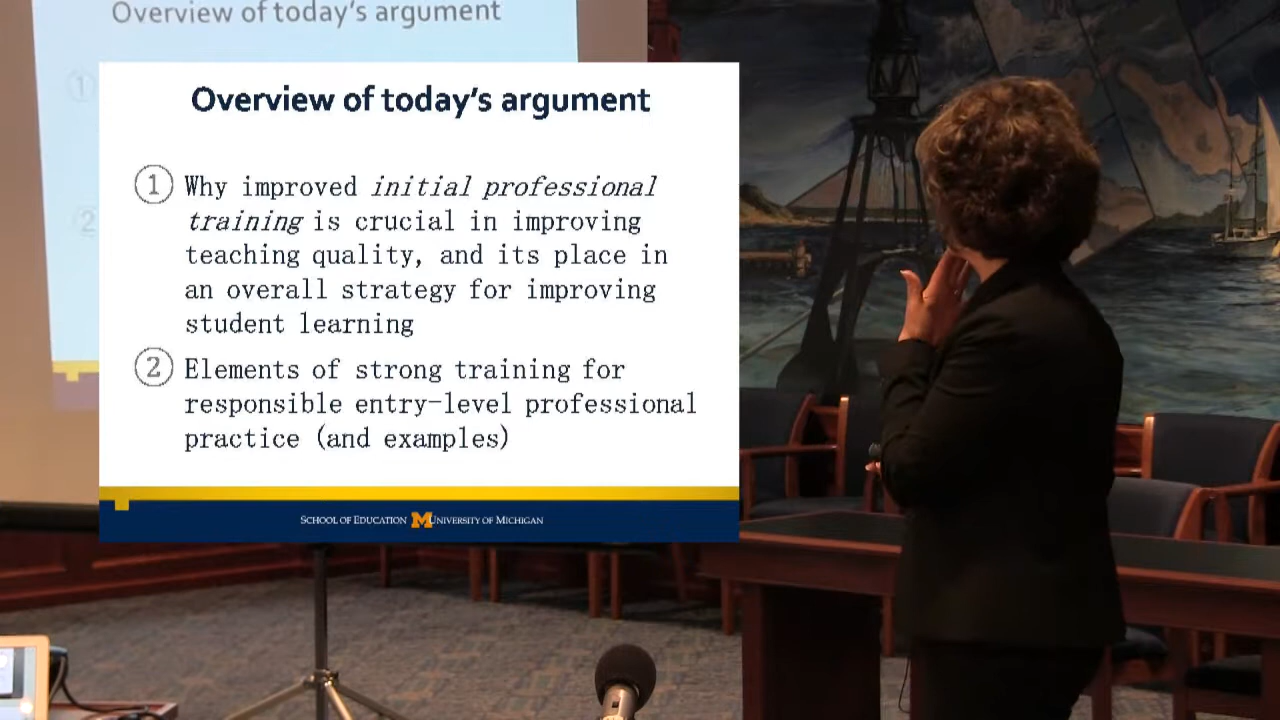 Overview of today's argument
①
②
Overview of today's argument
① Why improved initial professional
training is crucial in improving
teaching quality, and its place in
an overall strategy for improving
student learning
② Elements of strong training for
responsible entry-level professional
practice (and examples)
SCHOOL OF EDUCATION M UNIVERSITY OF MICHIGAN